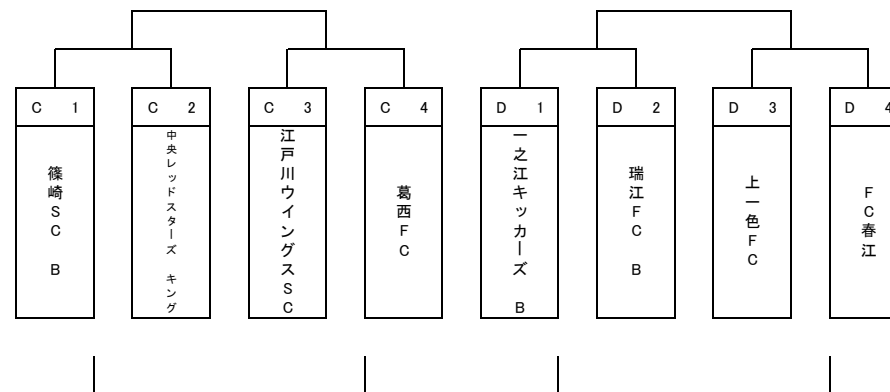 C 1
C 2
C 3
C 4
D 1
D 2
D 3
D 4
篠崎SC B
中央レッドスターズ キング
江戸川ウイングスSC
葛西FC
一之江キッカーズ B
瑞江FC B
上一色FC
FC春江